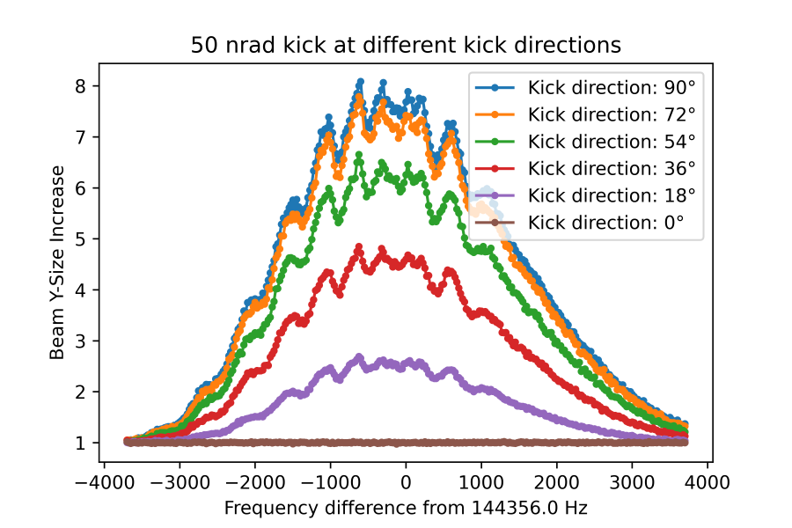 50 nrad kick at different kick directions
8
7
6
5
4
3
2
1
Beam Y-Size Increase
Kick direction: 90°
Kick direction: 72°
Kick direction: 54°
Kick direction: 36°
Kick direction: 18°
Kick direction: 0°
−4000 −3000 −2000 −1000 0 1000 2000 3000 4000
Frequency difference from 144356.0 Hz